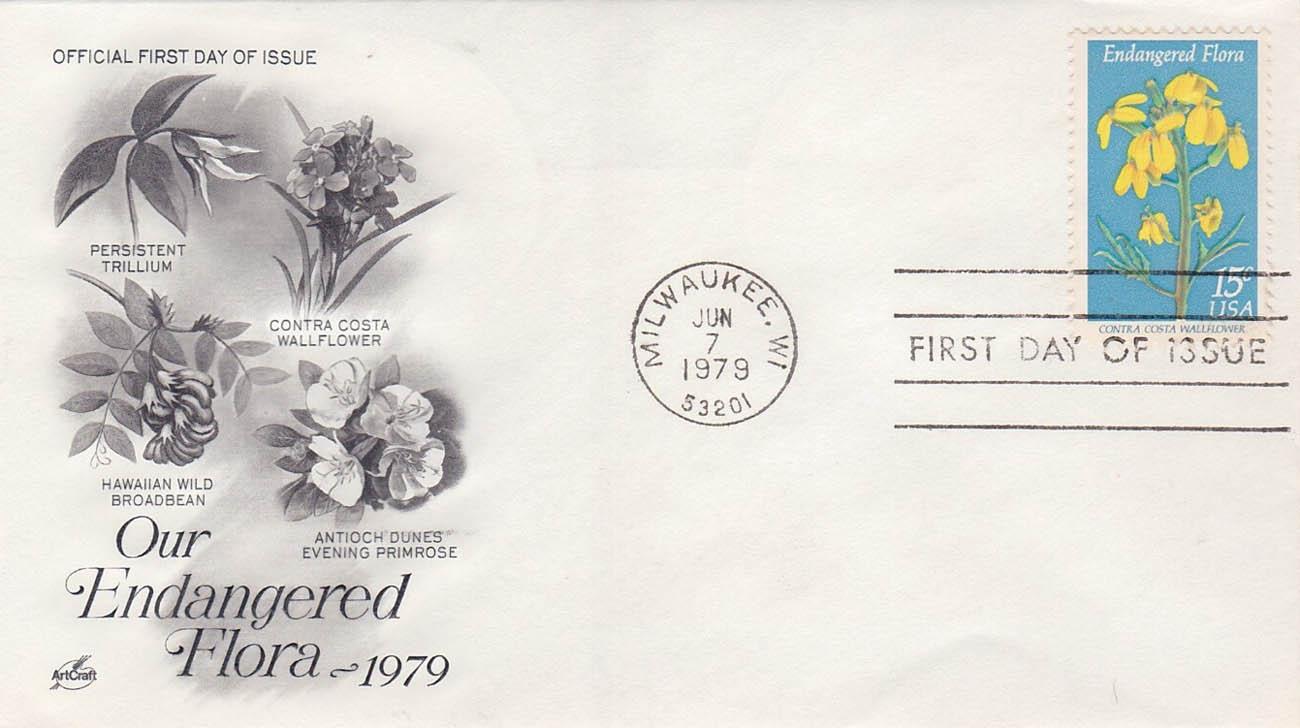 OFFICIAL FIRST DAY OF ISSUE
PERSISTENT
TRILLIUM
CONTRA COSTA
WALLFLOWER
HAWAIIAN WILD
BROADBEAN
ANTIOCH "DUNES"
EVENING PRIMROSE
Our
Endangered
Flora ~ 1979
ArtCraft
MILWAUKEE, WI
JUN
7
1979
53201
Endangered Flora
15c
USA
CONTRA COSTA WALLFLOWER
FIRST DAY OF ISSUE